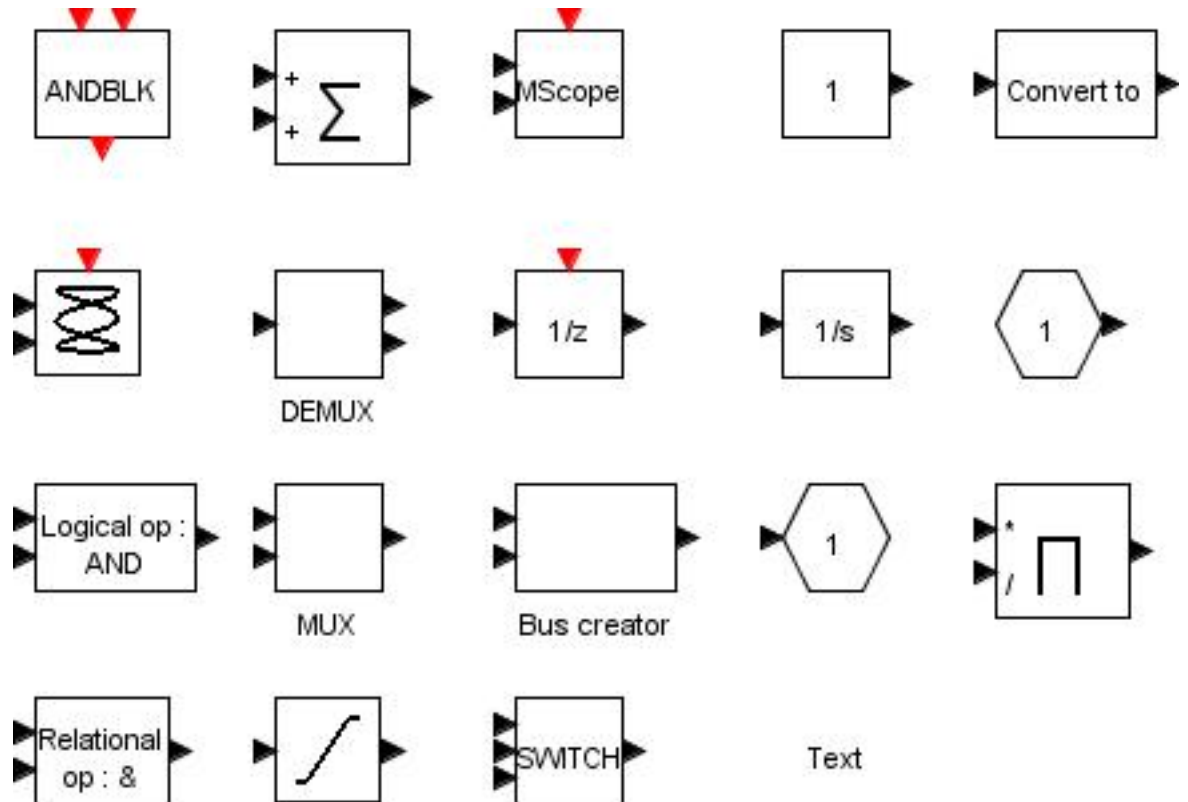 ANDBLK
+
+
Σ
MScope
1
Convert to
1/z
1/s
1
DEMUX
Logical op :
AND
1
*
/
∏
MUX
Bus creator
Relational
op : &
SWITCH
Text